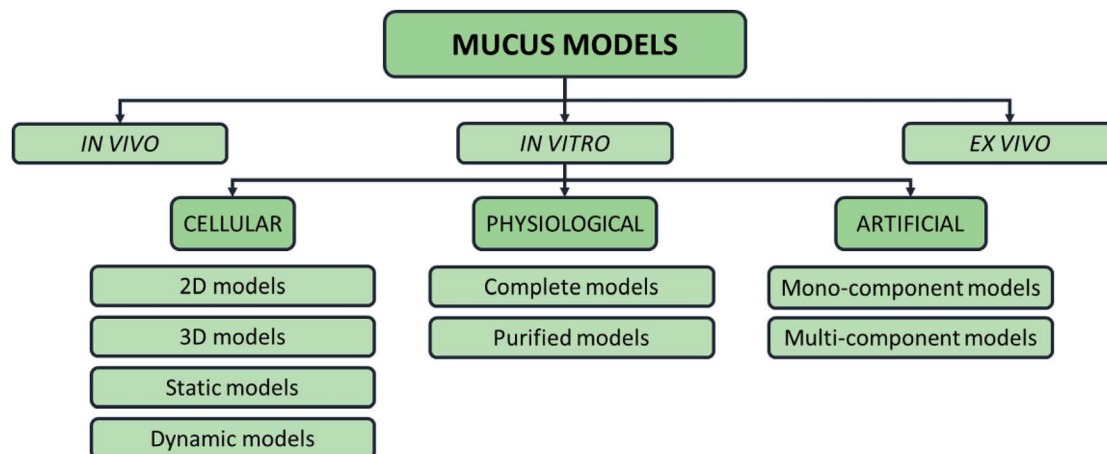 MUCUS MODELS
IN VIVO
IN VITRO
EX VIVO
CELLULAR
PHYSIOLOGICAL
ARTIFICIAL
2D models
Complete models
Mono-component models
3D models
Purified models
Multi-component models
Static models
Dynamic models